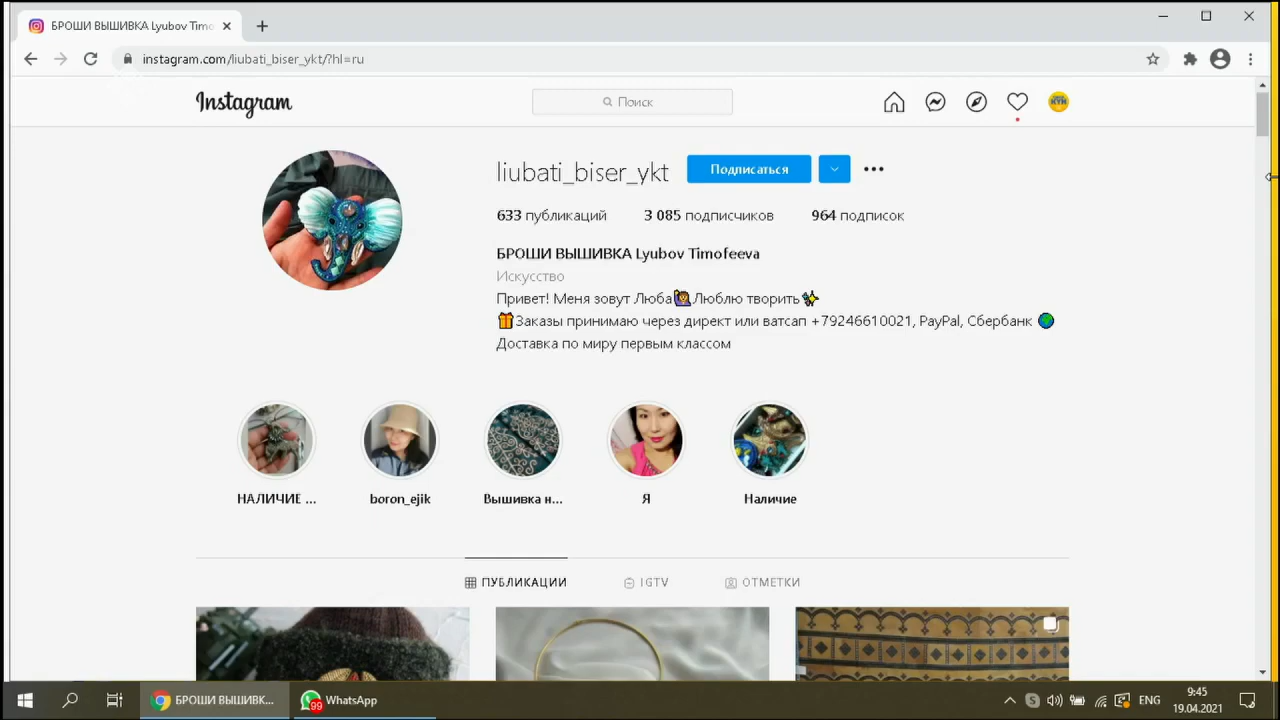 БРОШИ ВЫШИВКА Lyubov Timo
instagram.com/liubati_biser_ykt/?hl=ru
Instagram
Поиск
liubati_biser_ykt
Подписаться
633 публикаций 3 085 подписчиков 964 подписок
БРОШИ ВЫШИВКА Lyubov Timofeeva
Искусство
Привет! Меня зовут Люба🙋Люблю творить✨
🎁Заказы принимаю через директ или ватсап +79246610021, PayPal, Сбербанк 🌏
Доставка по миру первым классом
НАЛИЧИЕ ... boron_ejik Вышивка н... Я Наличие
ПУБЛИКАЦИИ IGTV ОТМЕТКИ
БРОШИ ВЫШИВК... 99 WhatsApp ENG 9:45
19.04.2021